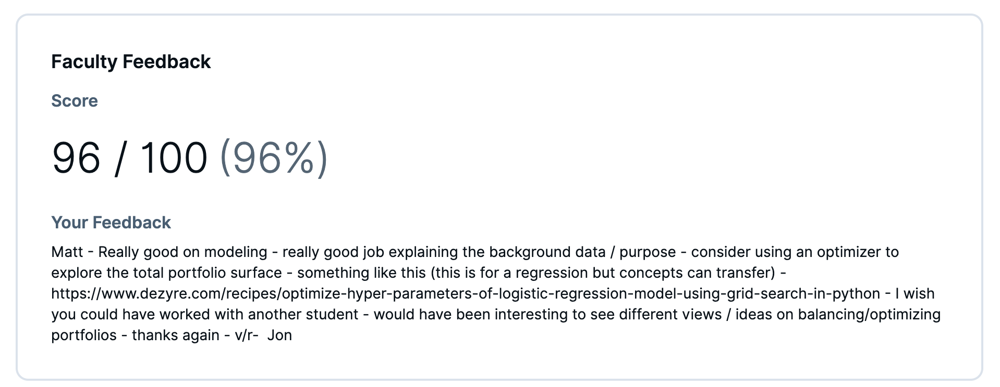 Faculty Feedback
Score
96 / 100 (96%)
Your Feedback
Matt - Really good on modeling - really good job explaining the background data / purpose - consider using an optimizer to
explore the total portfolio surface - something like this (this is for a regression but concepts can transfer) -
https://www.dezyre.com/recipes/optimize-hyper-parameters-of-logistic-regression-model-using-grid-search-in-python - I wish
you could have worked with another student - would have been interesting to see different views / ideas on balancing/optimizing
portfolios - thanks again - v/r-  Jon